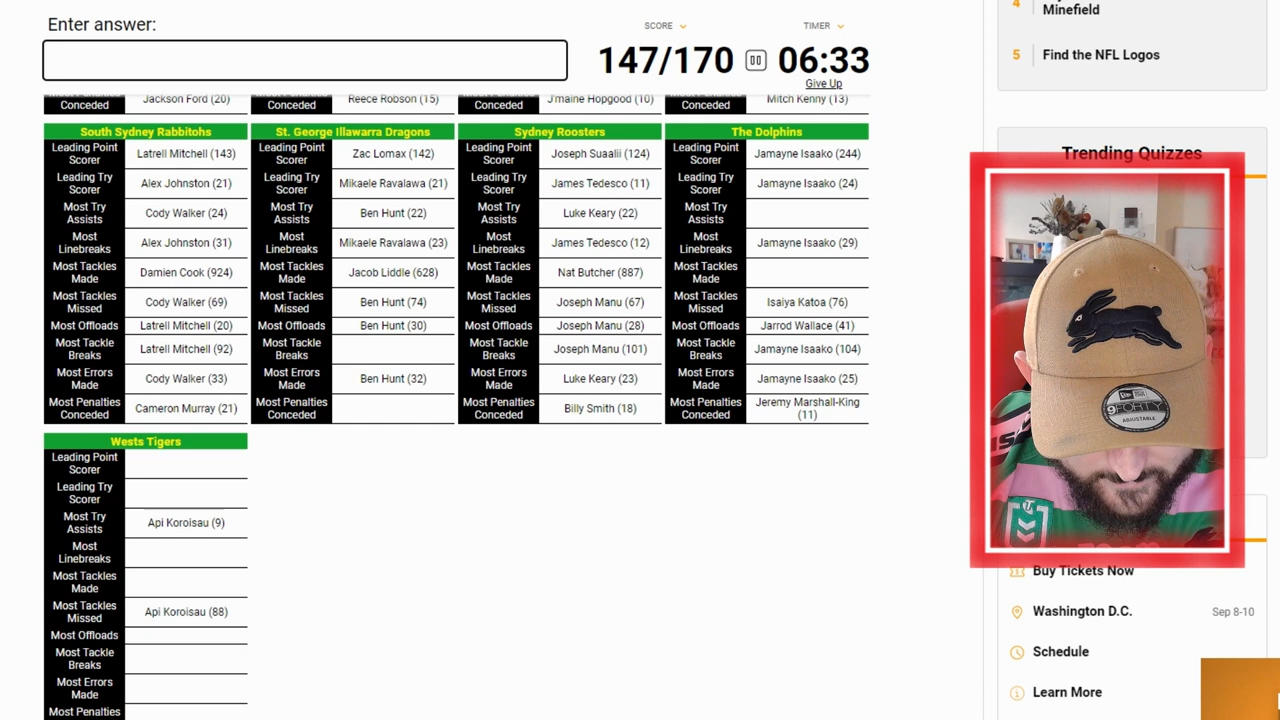 Enter answer:
SCORE
TIMER
147/170
06:33
Give Up
Conceded
Jackson Ford (20)
Conceded
Reece Robson (15)
Conceded
J'maine Hopgood (10)
Conceded
Mitch Kenny (13)
South Sydney Rabbitohs
Leading Point
Scorer
Latrell Mitchell (143)
Leading Try
Scorer
Alex Johnston (21)
Most Try
Assists
Cody Walker (24)
Most
Linebreaks
Alex Johnston (31)
Most Tackles
Made
Damien Cook (924)
Most Tackles
Missed
Cody Walker (69)
Most Offloads
Latrell Mitchell (20)
Most Tackle
Breaks
Latrell Mitchell (92)
Most Errors
Made
Cody Walker (33)
Most Penalties
Conceded
Cameron Murray (21)
St. George Illawarra Dragons
Leading Point
Scorer
Zac Lomax (142)
Leading Try
Scorer
Mikaele Ravalawa (21)
Most Try
Assists
Ben Hunt (22)
Most
Linebreaks
Mikaele Ravalawa (23)
Most Tackles
Made
Jacob Liddle (628)
Most Tackles
Missed
Ben Hunt (74)
Most Offloads
Ben Hunt (30)
Most Tackle
Breaks
Most Errors
Made
Ben Hunt (32)
Most Penalties
Conceded
Sydney Roosters
Leading Point
Scorer
Joseph Suaalii (124)
Leading Try
Scorer
James Tedesco (11)
Most Try
Assists
Luke Keary (22)
Most
Linebreaks
James Tedesco (12)
Most Tackles
Made
Nat Butcher (887)
Most Tackles
Missed
Joseph Manu (67)
Most Offloads
Joseph Manu (28)
Most Tackle
Breaks
Joseph Manu (101)
Most Errors
Made
Luke Keary (23)
Most Penalties
Conceded
Billy Smith (18)
The Dolphins
Leading Point
Scorer
Jamayne Isaako (244)
Leading Try
Scorer
Jamayne Isaako (24)
Most Try
Assists
Most
Linebreaks
Jamayne Isaako (29)
Most Tackles
Made
Most Tackles
Missed
Isaiya Katoa (76)
Most Offloads
Jarrod Wallace (41)
Most Tackle
Breaks
Jamayne Isaako (104)
Most Errors
Made
Jamayne Isaako (25)
Most Penalties
Conceded
Jeremy Marshall-King
(11)
Wests Tigers
Leading Point
Scorer
Leading Try
Scorer
Most Try
Assists
Api Koroisau (9)
Most
Linebreaks
Most Tackles
Made
Most Tackles
Missed
Api Koroisau (88)
Most Offloads
Most Tackle
Breaks
Most Errors
Made
Most Penalties
4
Minefield
5
Find the NFL Logos
Trending Quizzes
NEW ERA
9FORTY
ADJUSTABLE
Buy Tickets Now
Washington D.C.
Sep 8-10
Schedule
Learn More